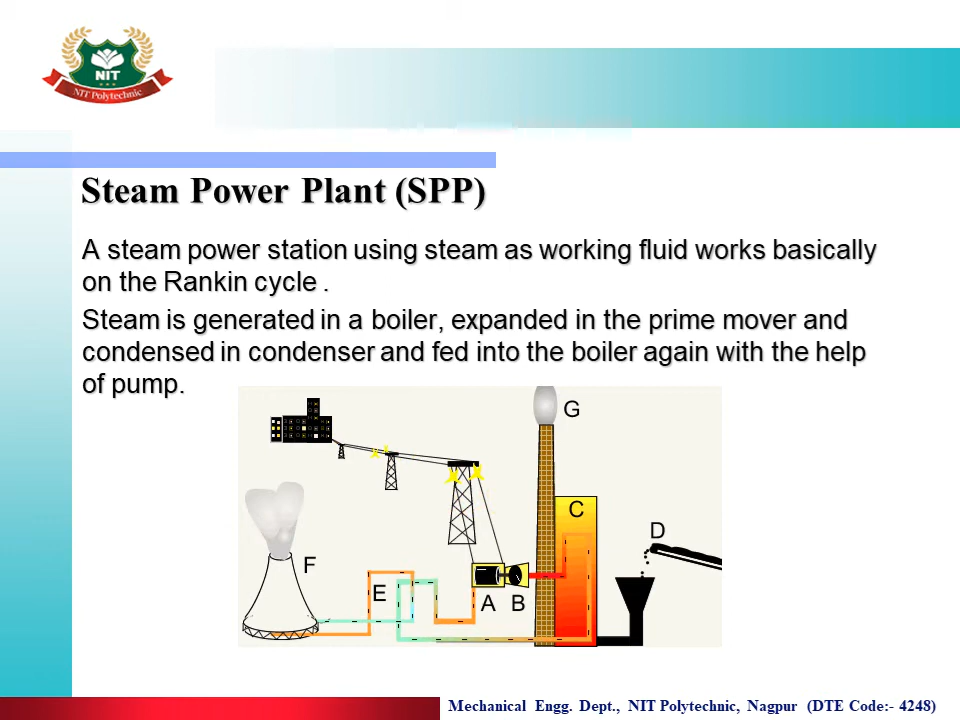 NIT
NIT Polytechnic
Steam Power Plant (SPP)
A steam power station using steam as working fluid works basically
on the Rankin cycle .
Steam is generated in a boiler, expanded in the prime mover and
condensed in condenser and fed into the boiler again with the help
of pump.
G
C
D
F
E
A B
Mechanical Engg. Dept., NIT Polytechnic, Nagpur (DTE Code:- 4248)